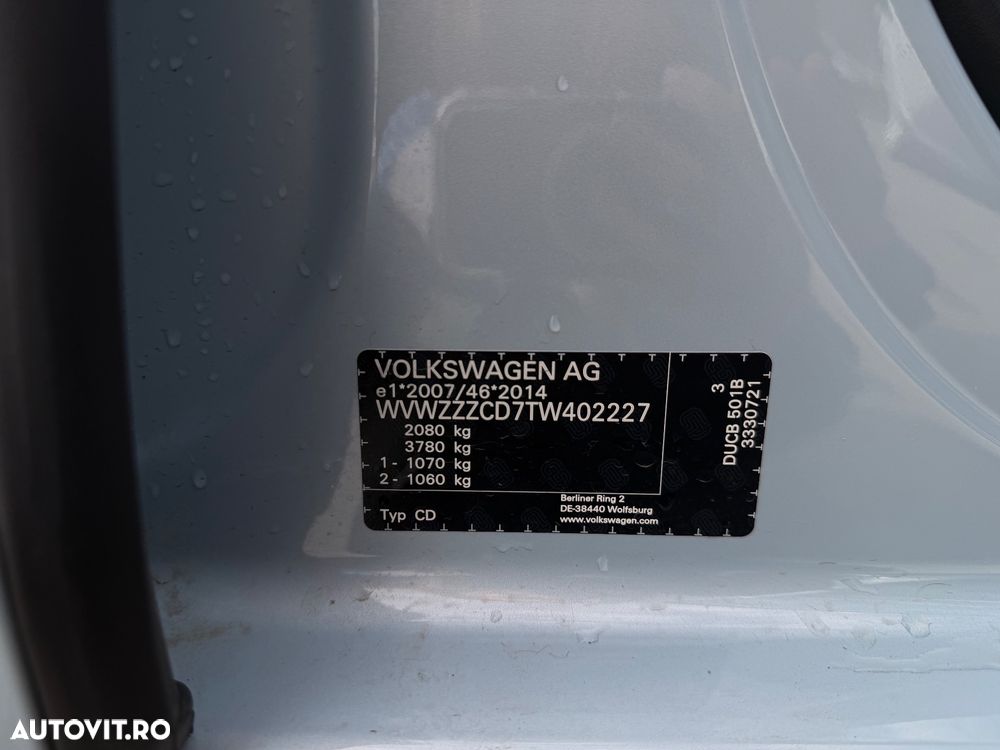 VOLKSWAGEN AG
e1*2007/46*2014
WVWZZZCD7TW402227
2080 kg
3780 kg
1 - 1070 kg
2 - 1060 kg
Typ CD
Berliner Ring 2
DE-38440 Wolfsburg
www.volkswagen.com
3
DUCB 501B
3330721
AUTOVIT.RO